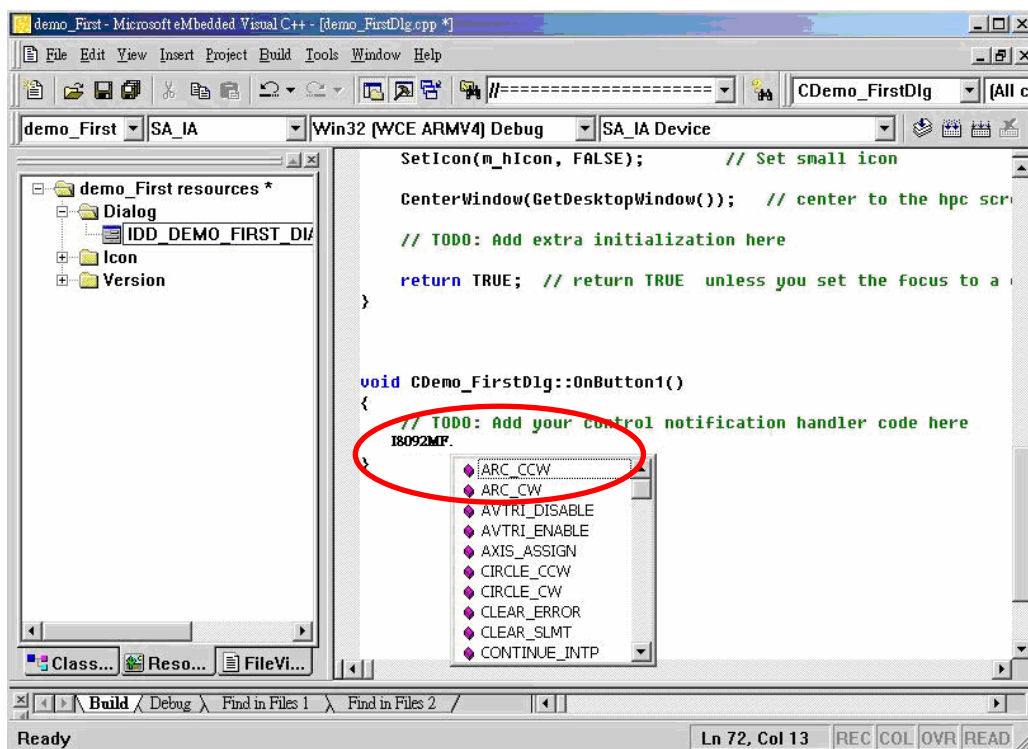 demo_First - Microsoft eMbedded Visual C++ - [demo_FirstDlg.cpp *]
File Edit View Insert Project Build Tools Window Help
//===================== CDemo_FirstDlg (All c
demo_First SA_IA Win32 (WCE ARMV4) Debug SA_IA Device
demo_First resources *
Dialog
IDD_DEMO_FIRST_DIA
Icon
Version
SetIcon(m_hIcon, FALSE); // Set small icon
CenterWindow(GetDesktopWindow()); // center to the hpc scr
// TODO: Add extra initialization here
return TRUE; // return TRUE unless you set the focus to a
}
void CDemo_FirstDlg::OnButton1()
{
// TODO: Add your control notification handler code here
I8092MF.
}
ARC_CCW
ARC_CW
AVTRI_DISABLE
AVTRI_ENABLE
AXIS_ASSIGN
CIRCLE_CCW
CIRCLE_CW
CLEAR_ERROR
CLEAR_SLMT
CONTINUE_INTP
Class... Reso... FileVi...
Build Debug Find in Files 1 Find in Files 2
Ready Ln 72, Col 13 REC COL OVR READ